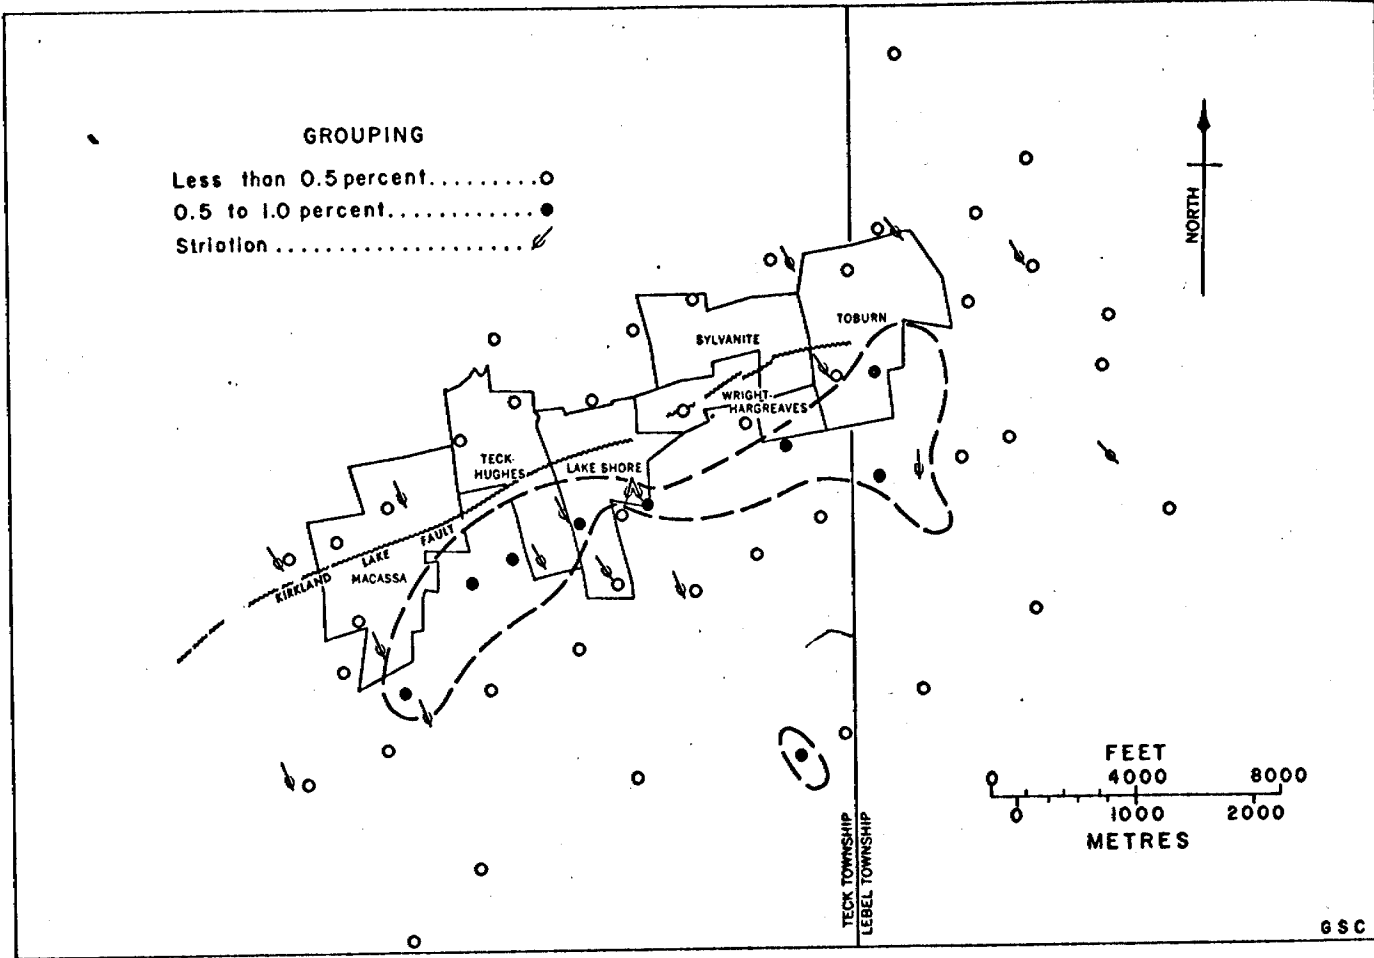 GROUPING
Less than 0.5 percent.........
0.5 to 1.0 percent............
Striation ....................
NORTH
TOBURN
SYLVANITE
WRIGHT-
HARGREAVES
TECK-
HUGHES
LAKE SHORE
KIRKLAND LAKE FAULT
MACASSA
FEET
0 4000 8000
0 1000 2000
METRES
TECK TOWNSHIP
LEBEL TOWNSHIP
GSC